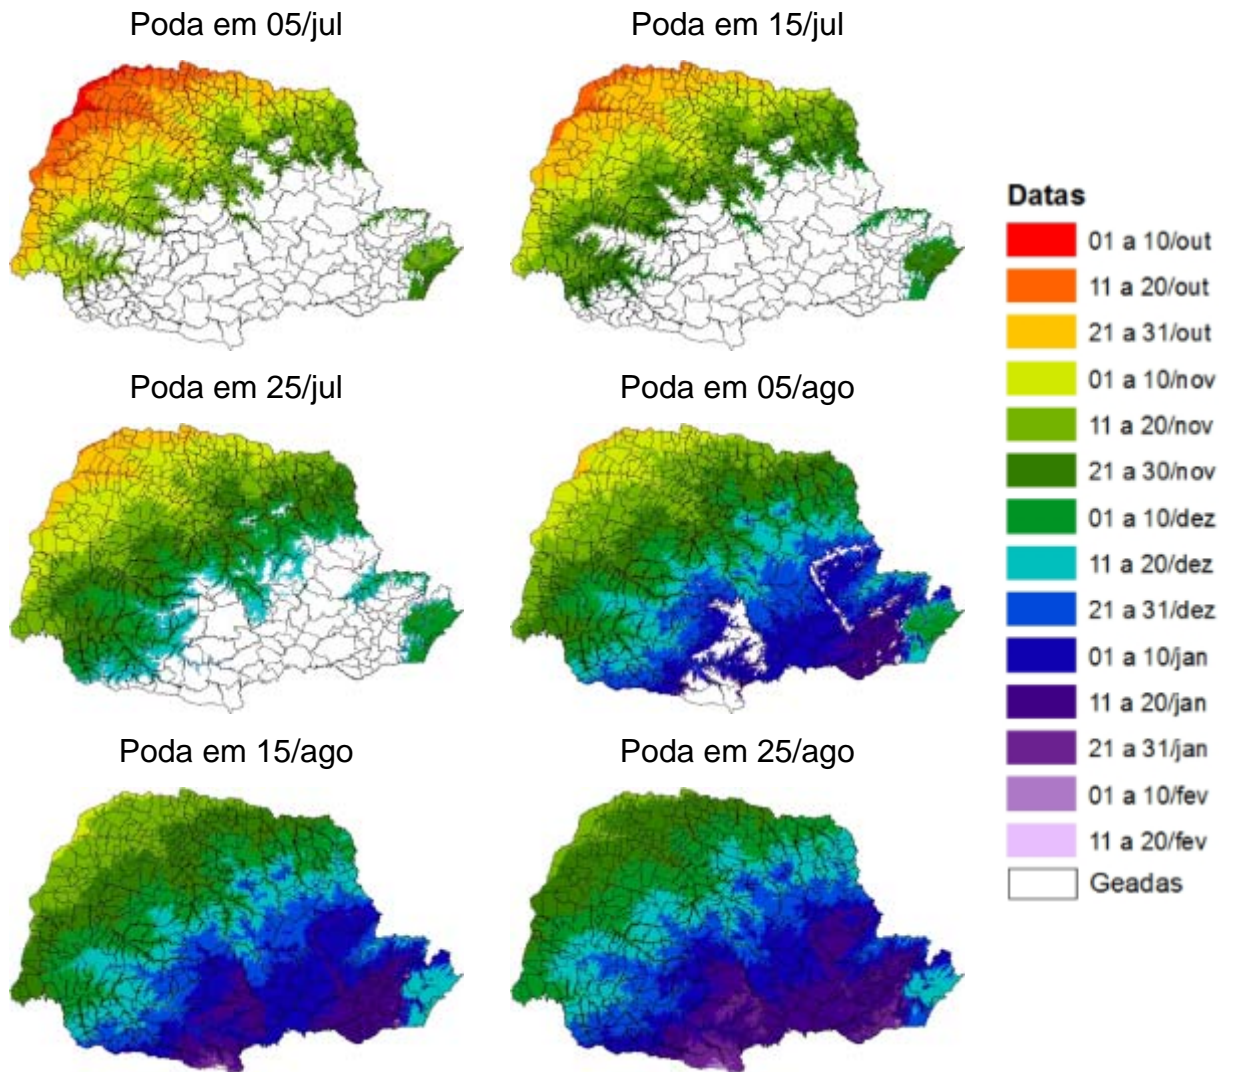 Poda em 05/jul
Poda em 15/jul
Poda em 25/jul
Poda em 05/ago
Poda em 15/ago
Poda em 25/ago
Datas
01 a 10/out
11 a 20/out
21 a 31/out
01 a 10/nov
11 a 20/nov
21 a 30/nov
01 a 10/dez
11 a 20/dez
21 a 31/dez
01 a 10/jan
11 a 20/jan
21 a 31/jan
01 a 10/fev
11 a 20/fev
Geadas